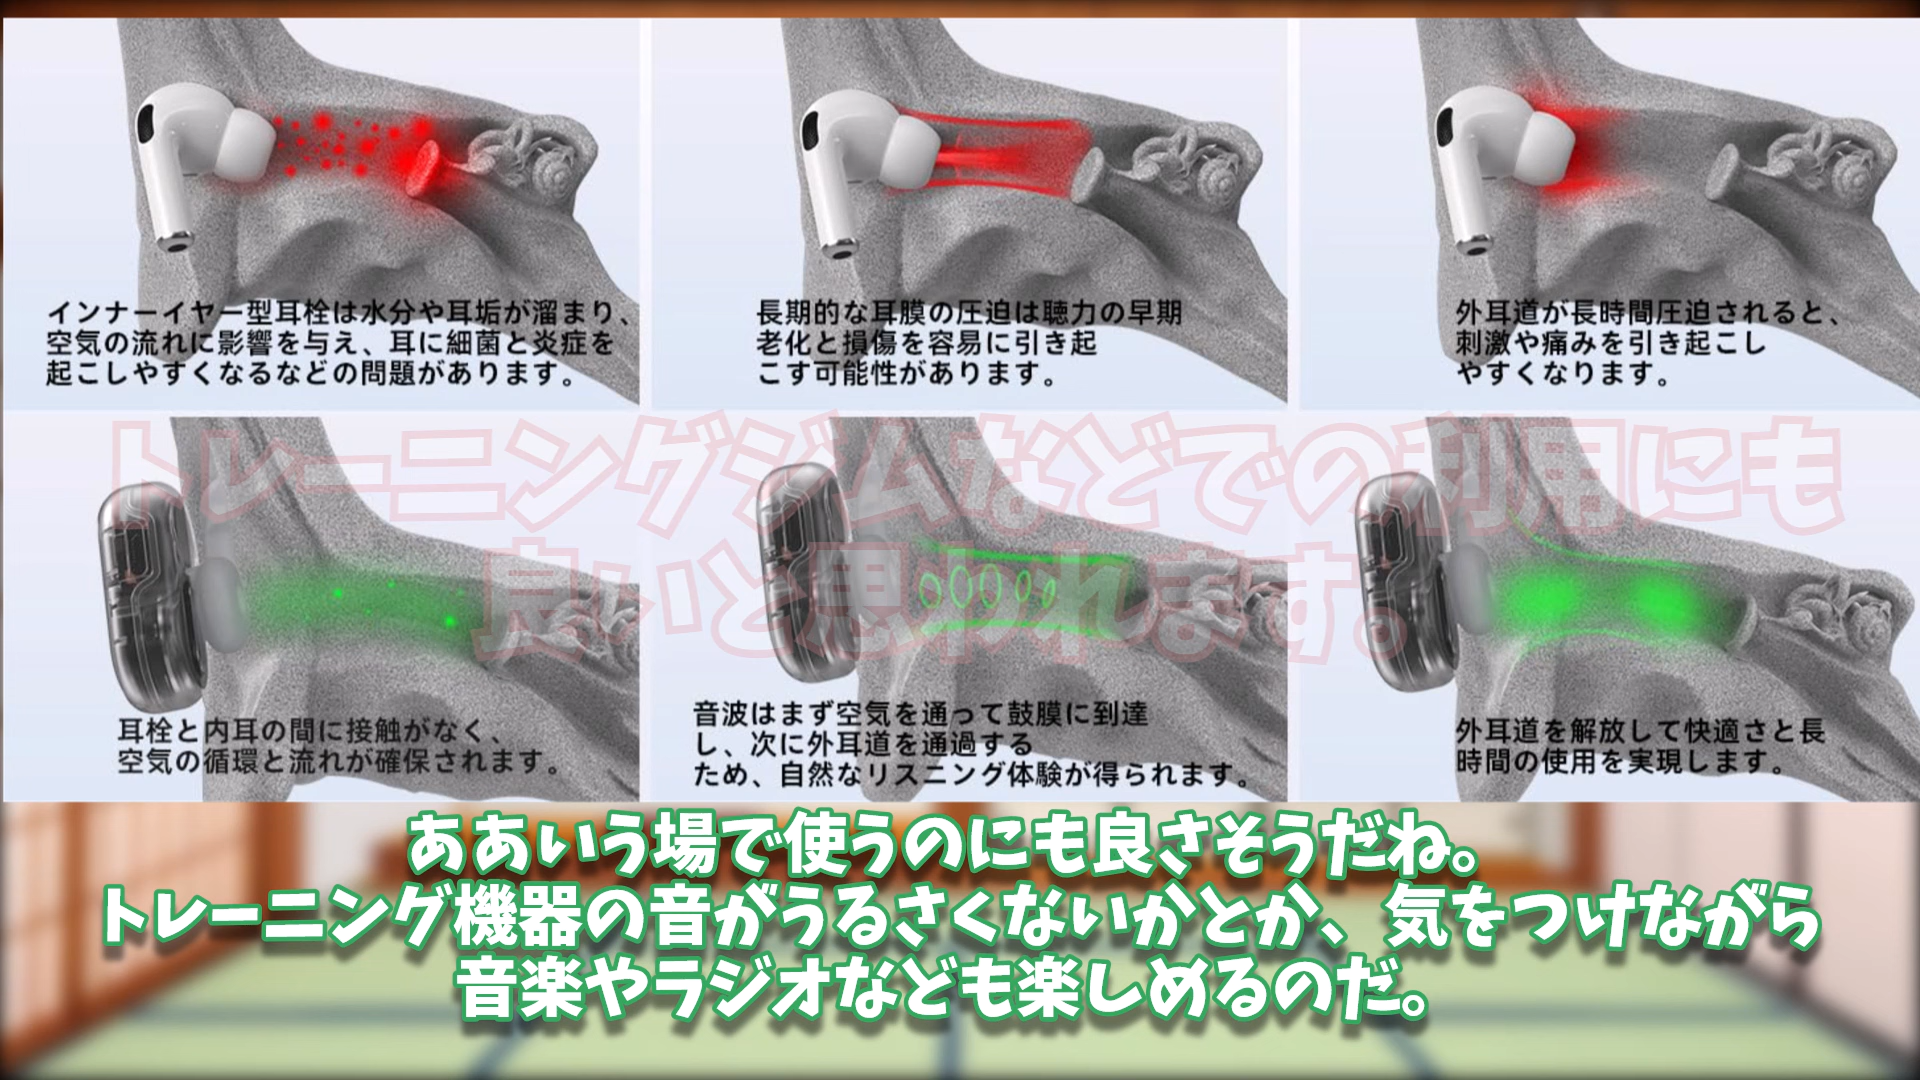 インナーイヤー型耳栓は水分や耳垢が溜まり、
空気の流れに影響を与え、耳に細菌と炎症を
起こしやすくなるなどの問題があります。
長期的な耳膜の圧迫は聴力の早期
老化と損傷を容易に引き起
こす可能性があります。
外耳道が長時間圧迫されると、
刺激や痛みを引き起こし
やすくなります。
トレーニングジムなどでの利用にも
良いと思われます。
耳栓と内耳の間に接触がなく、
空気の循環と流れが確保されます。
音波はまず空気を通って鼓膜に到達
し、次に外耳道を通過する
ため、自然なリスニング体験が得られます。
外耳道を解放して快適さと長
時間の使用を実現します。
ああいう場で使うのにも良さそうだね。
トレーニング機器の音がうるさくないかとか、気をつけながら
音楽やラジオなども楽しめるのだ。